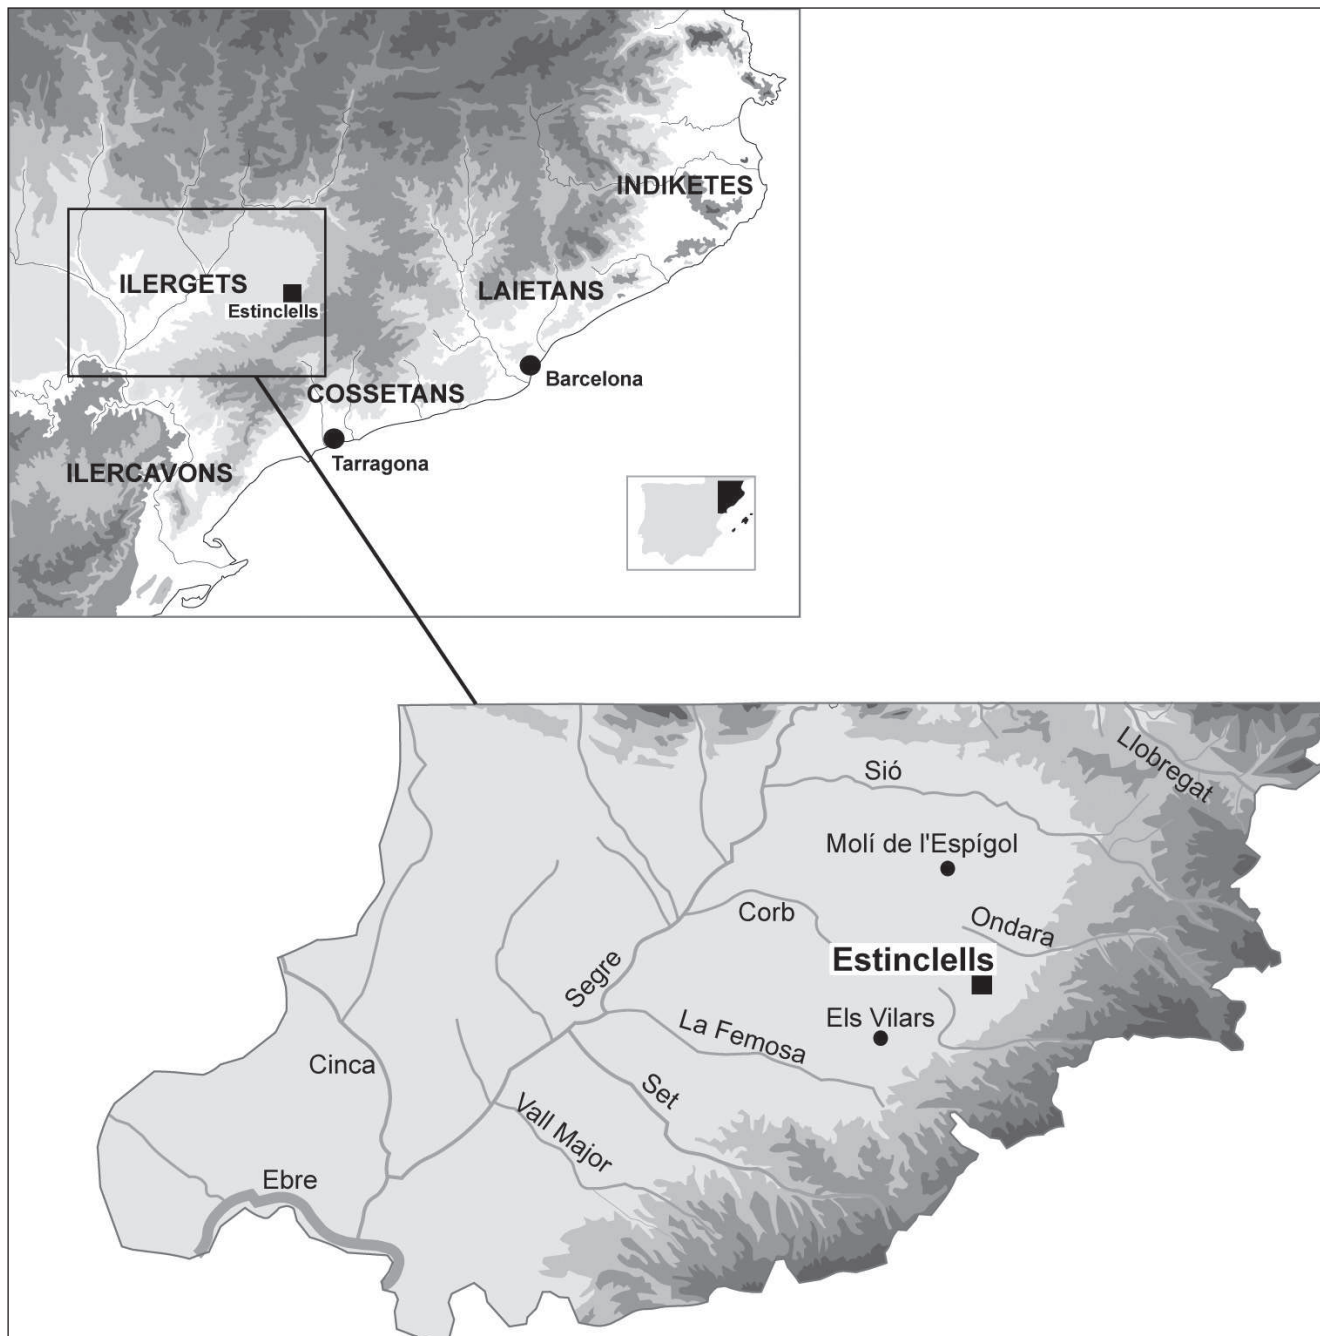 INDIKETES
ILERGETS
Estinclells
LAIETANS
Barcelona
COSSETANS
Tarragona
ILERCAVONS
Llobregat
Sió
Molí de l'Espígol
Corb
Ondara
Estinclells
Segre
Els Vilars
La Femosa
Cinca
Set
Vall Major
Ebre